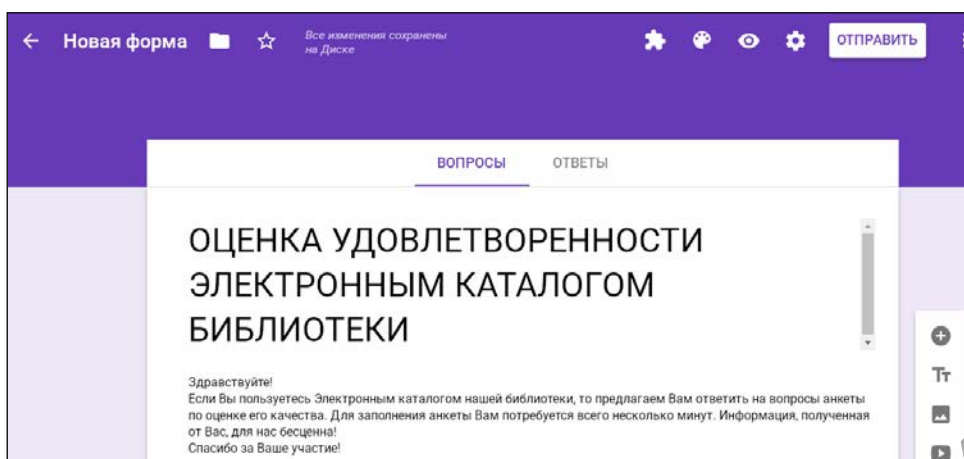 Новая форма
Все изменения сохранены
на Диске
ОТПРАВИТЬ
ВОПРОСЫ ОТВЕТЫ
ОЦЕНКА УДОВЛЕТВОРЕННОСТИ
ЭЛЕКТРОННЫМ КАТАЛОГОМ
БИБЛИОТЕКИ
Здравствуйте!
Если Вы пользуетесь Электронным каталогом нашей библиотеки, то предлагаем Вам ответить на вопросы анкеты
по оценке его качества. Для заполнения анкеты Вам потребуется всего несколько минут. Информация, полученная
от Вас, для нас бесценна!
Спасибо за Ваше участие!
Тт